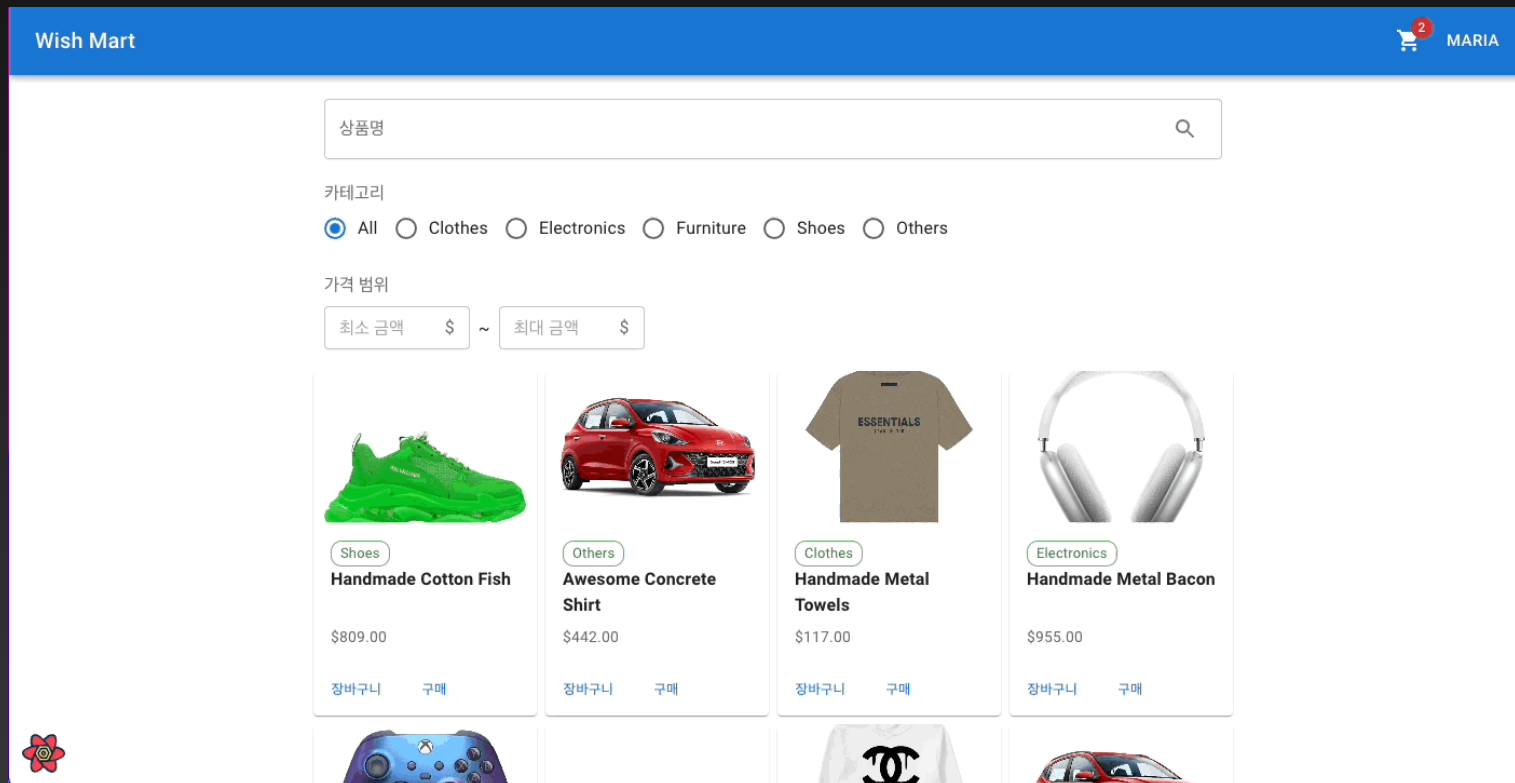 Wish Mart
2
MARIA
상품명
카테고리
All Clothes Electronics Furniture Shoes Others
가격 범위
최소 금액 $ ~ 최대 금액 $
ESSENTIALS
Shoes Others Clothes Electronics
Handmade Cotton Fish Awesome Concrete Shirt Handmade Metal Towels Handmade Metal Bacon
$809.00 $442.00 $117.00 $955.00
장바구니 구매 장바구니 구매 장바구니 구매 장바구니 구매